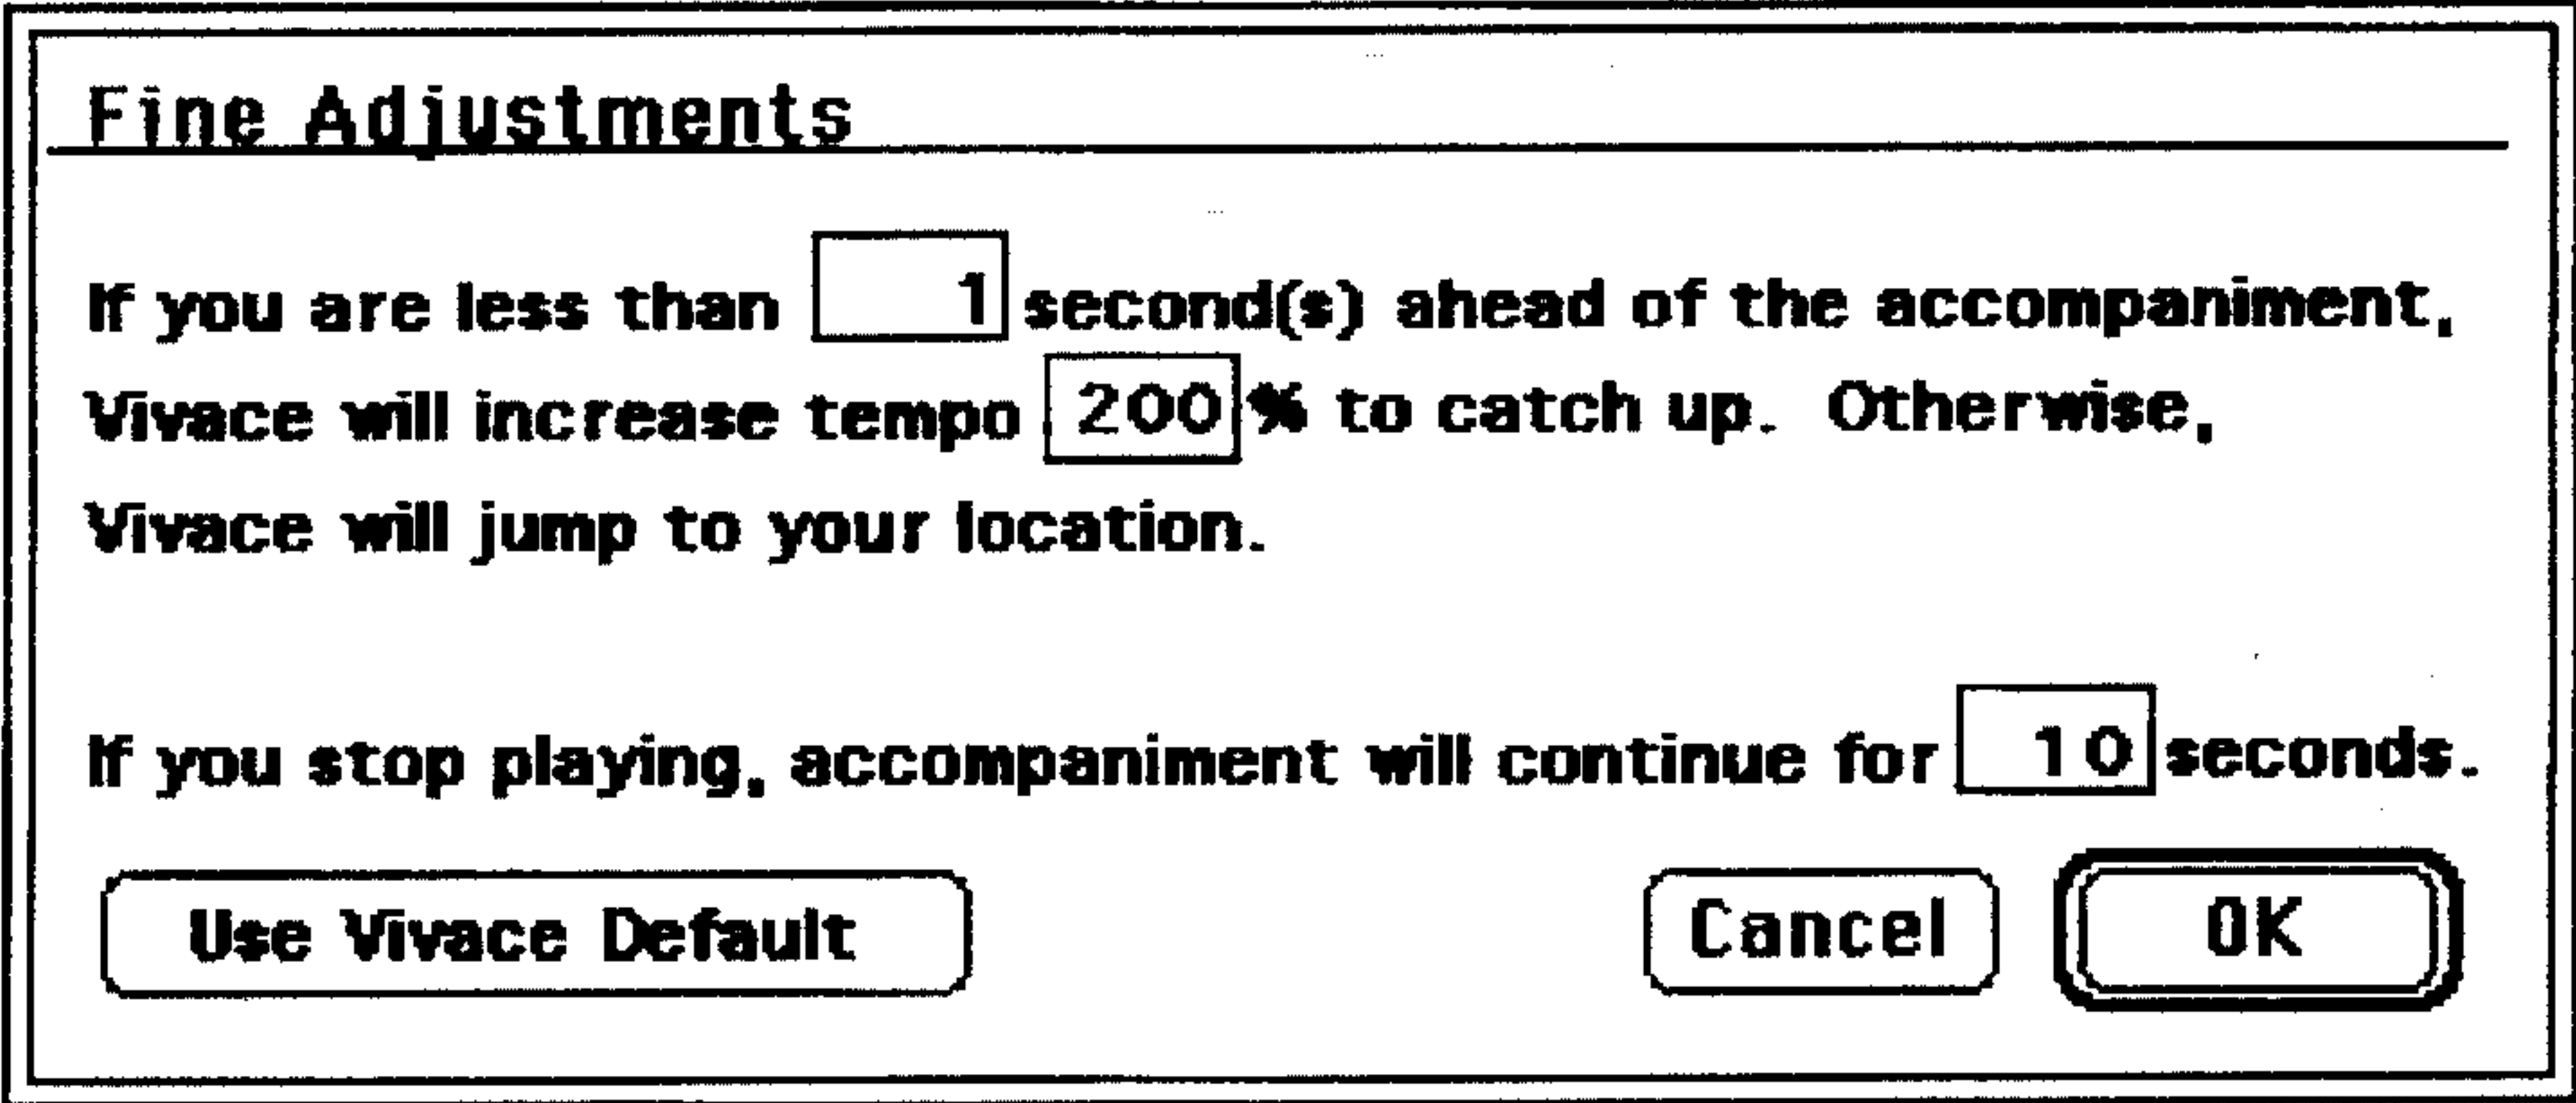 Fine Adjustments
If you are less than 1 second(s) ahead of the accompaniment,
Vivace will increase tempo 200 % to catch up. Otherwise,
Vivace will jump to your location.
If you stop playing, accompaniment will continue for 10 seconds.
Use Vivace Default Cancel OK